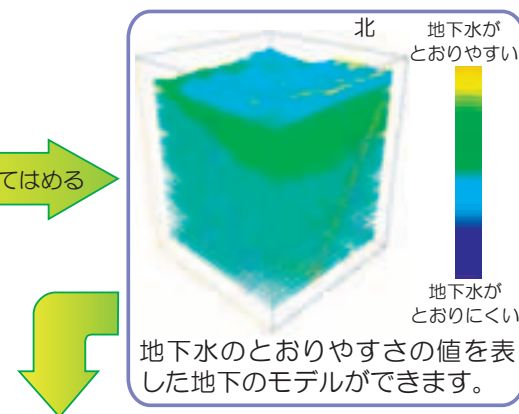 北
地下水が
とおりやすい
てはめる
地下水が
とおりにくい
地下水のとおりやすさの値を表
した地下のモデルができます。